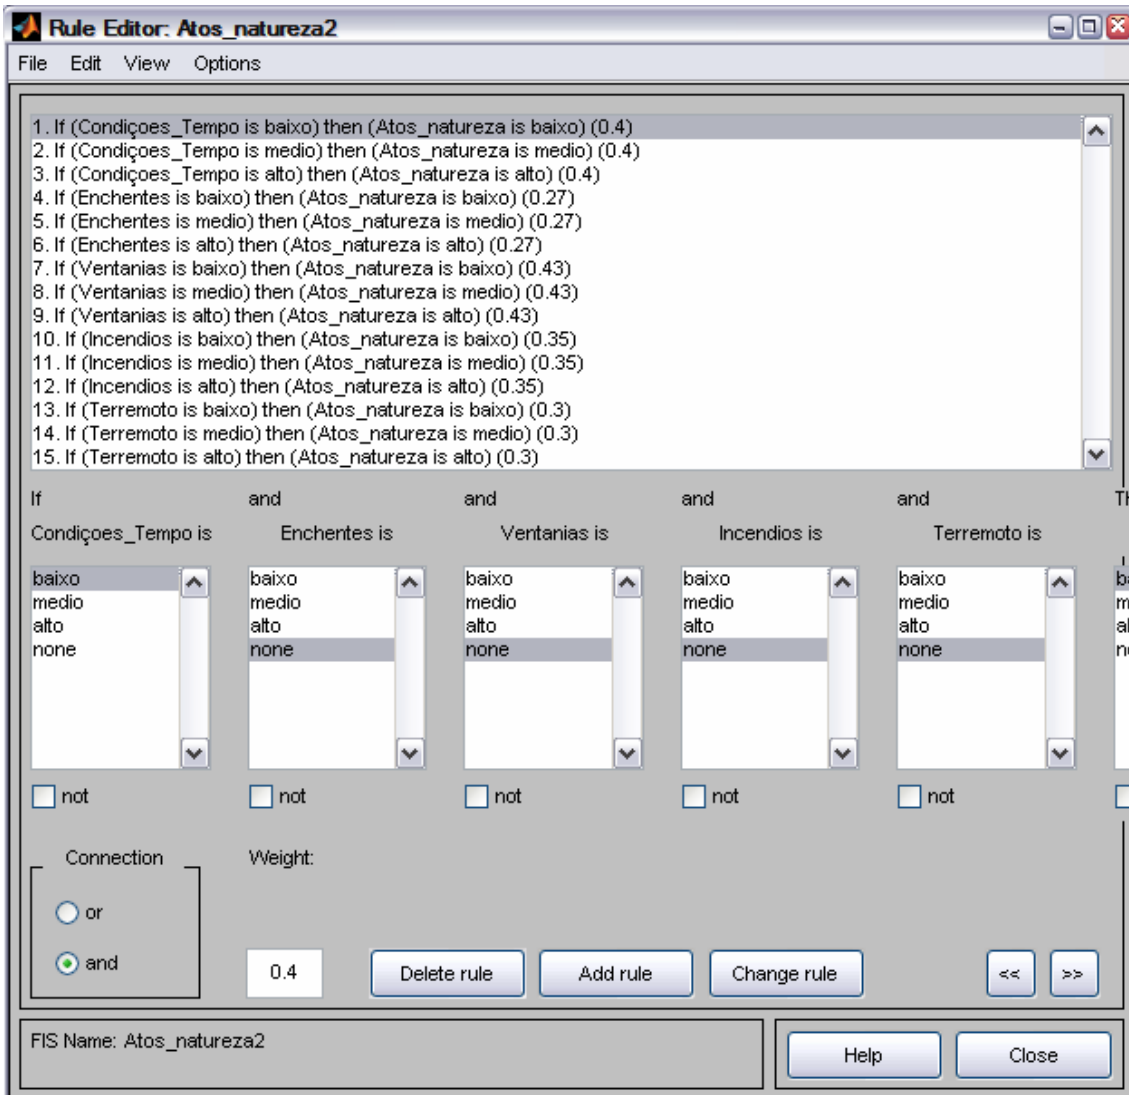 Rule Editor: Atos_natureza2
File Edit View Options
1. If (Condiçoes_Tempo is baixo) then (Atos_natureza is baixo) (0.4)
2. If (Condiçoes_Tempo is medio) then (Atos_natureza is medio) (0.4)
3. If (Condiçoes_Tempo is alto) then (Atos_natureza is alto) (0.4)
4. If (Enchentes is baixo) then (Atos_natureza is baixo) (0.27)
5. If (Enchentes is medio) then (Atos_natureza is medio) (0.27)
6. If (Enchentes is alto) then (Atos_natureza is alto) (0.27)
7. If (Ventanias is baixo) then (Atos_natureza is baixo) (0.43)
8. If (Ventanias is medio) then (Atos_natureza is medio) (0.43)
9. If (Ventanias is alto) then (Atos_natureza is alto) (0.43)
10. If (Incendios is baixo) then (Atos_natureza is baixo) (0.35)
11. If (Incendios is medio) then (Atos_natureza is medio) (0.35)
12. If (Incendios is alto) then (Atos_natureza is alto) (0.35)
13. If (Terremoto is baixo) then (Atos_natureza is baixo) (0.3)
14. If (Terremoto is medio) then (Atos_natureza is medio) (0.3)
15. If (Terremoto is alto) then (Atos_natureza is alto) (0.3)
If and and and and
Condiçoes_Tempo is Enchentes is Ventanias is Incendios is Terremoto is
baixo baixo baixo baixo baixo
medio medio medio medio medio
alto alto alto alto alto
none none none none none
not not not not not
Connection Weight:
or
and 0.4 Delete rule Add rule Change rule << >>
FIS Name: Atos_natureza2
Help Close